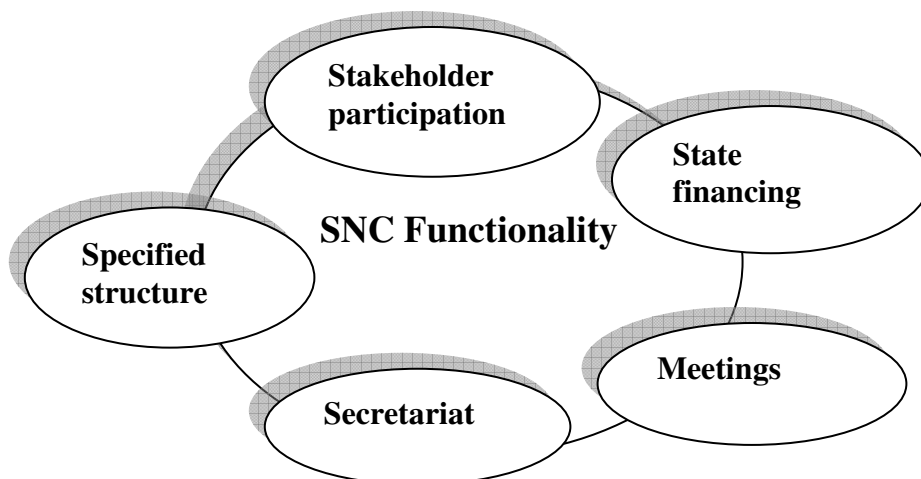 Stakeholder
participation
State
financing
SNC Functionality
Specified
structure
Meetings
Secretariat